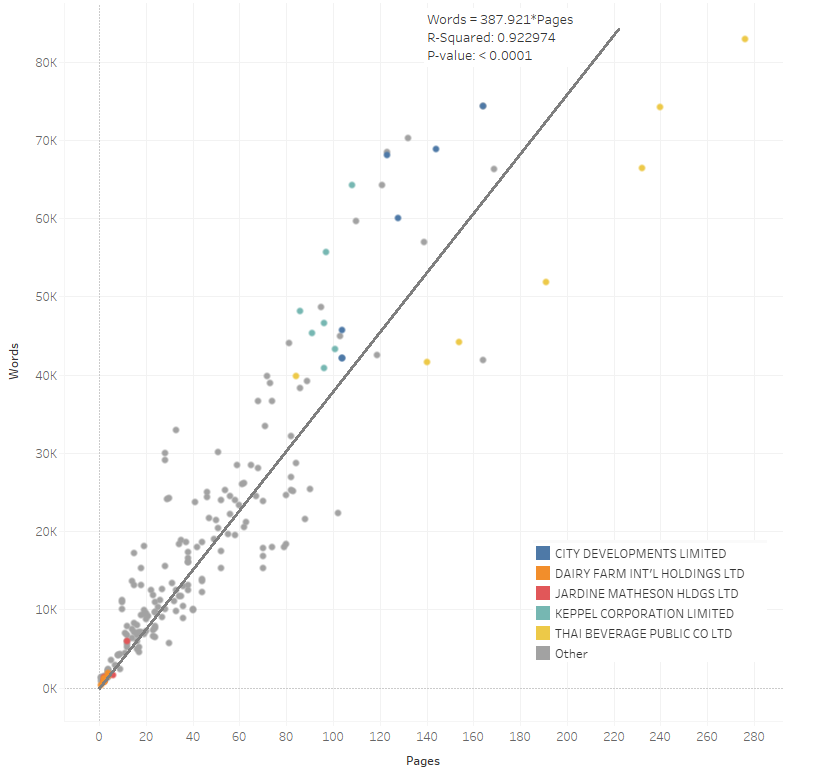 Words = 387.921*Pages
R-Squared: 0.922974
P-value: < 0.0001
80K
70K
60K
50K
40K
30K
20K
10K
0K
Words
CITY DEVELOPMENTS LIMITED
DAIRY FARM INT'L HOLDINGS LTD
JARDINE MATHESON HLDGS LTD
KEPPEL CORPORATION LIMITED
THAI BEVERAGE PUBLIC CO LTD
Other
0 20 40 60 80 100 120 140 160 180 200 220 240 260 280
Pages